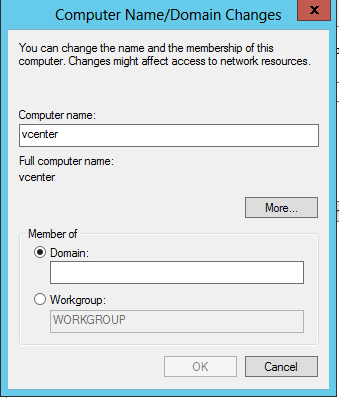 Computer Name/Domain Changes
x
You can change the name and the membership of this
computer. Changes might affect access to network resources.
Computer name:
vcenter
Full computer name:
vcenter
More...
Member of
Domain:
Workgroup:
WORKGROUP
OK
Cancel